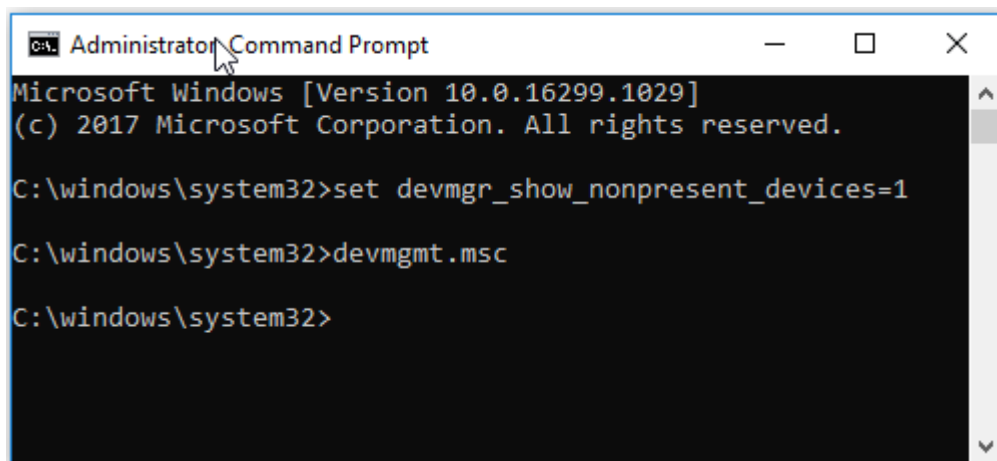 Administrator: Command Prompt
Microsoft Windows [Version 10.0.16299.1029]
(c) 2017 Microsoft Corporation. All rights reserved.
C:\windows\system32>set devmgr_show_nonpresent_devices=1
C:\windows\system32>devmgmt.msc
C:\windows\system32>